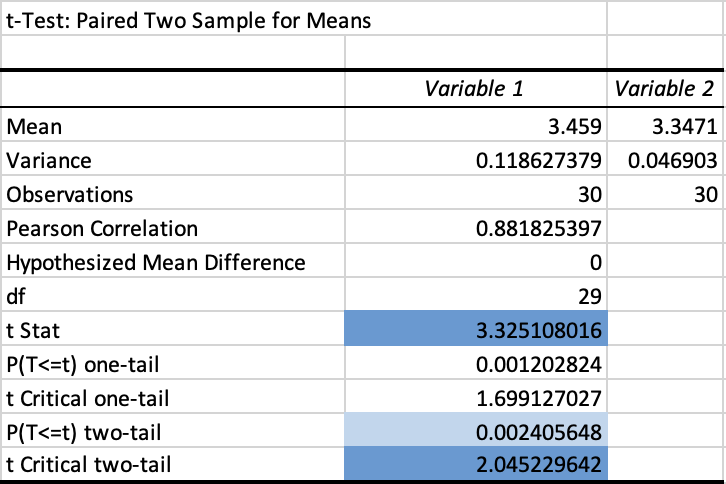 t-Test: Paired Two Sample for Means
Variable 1 Variable 2
Mean 3.459 3.3471
Variance 0.118627379 0.046903
Observations 30 30
Pearson Correlation 0.881825397
Hypothesized Mean Difference 0
df 29
t Stat 3.325108016
P(T<=t) one-tail 0.001202824
t Critical one-tail 1.699127027
P(T<=t) two-tail 0.002405648
t Critical two-tail 2.045229642